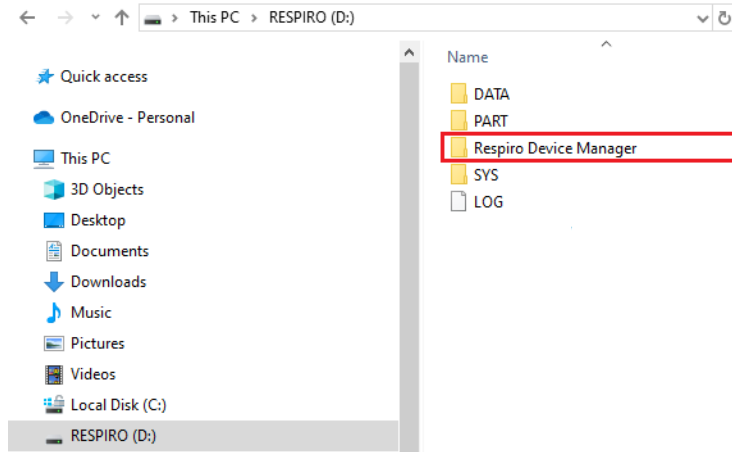 This PC > RESPIRO (D:)
Quick access
OneDrive - Personal
This PC
3D Objects
Desktop
Documents
Downloads
Music
Pictures
Videos
Local Disk (C:)
RESPIRO (D:)
Name
DATA
PART
Respiro Device Manager
SYS
LOG